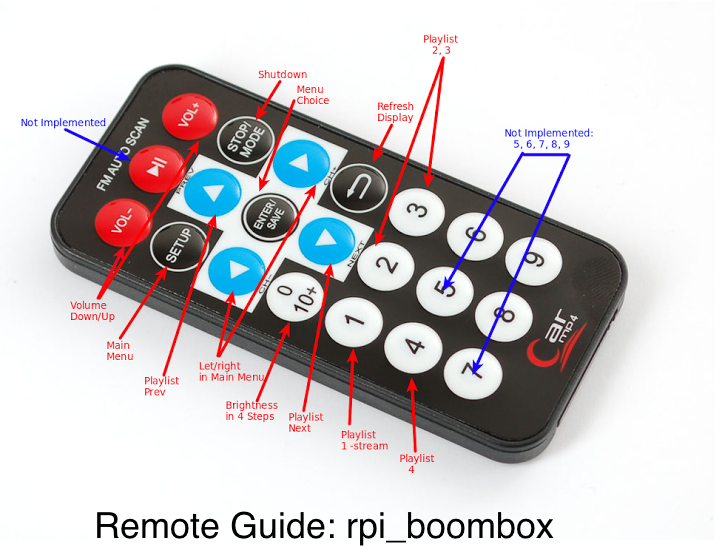 Playlist
2, 3
Shutdown
Menu
Choice
Refresh
Display
Not Implemented
Not Implemented:
5, 6, 7, 8, 9
FM AUTO SCAN
VOL+
STOP/
MODE
CH-
PREV
VOL-
SETUP
ENTER/
SAVE
NEXT
CH-
0
10+
3
6
9
2
5
8
1
4
7
Car
mp4
Volume
Down/Up
Main
Menu
Playlist
Prev
Let/right
in Main Menu
Brightness
in 4 Steps
Playlist
Next
Playlist
1 -stream
Playlist
4
Remote Guide: rpi_boombox